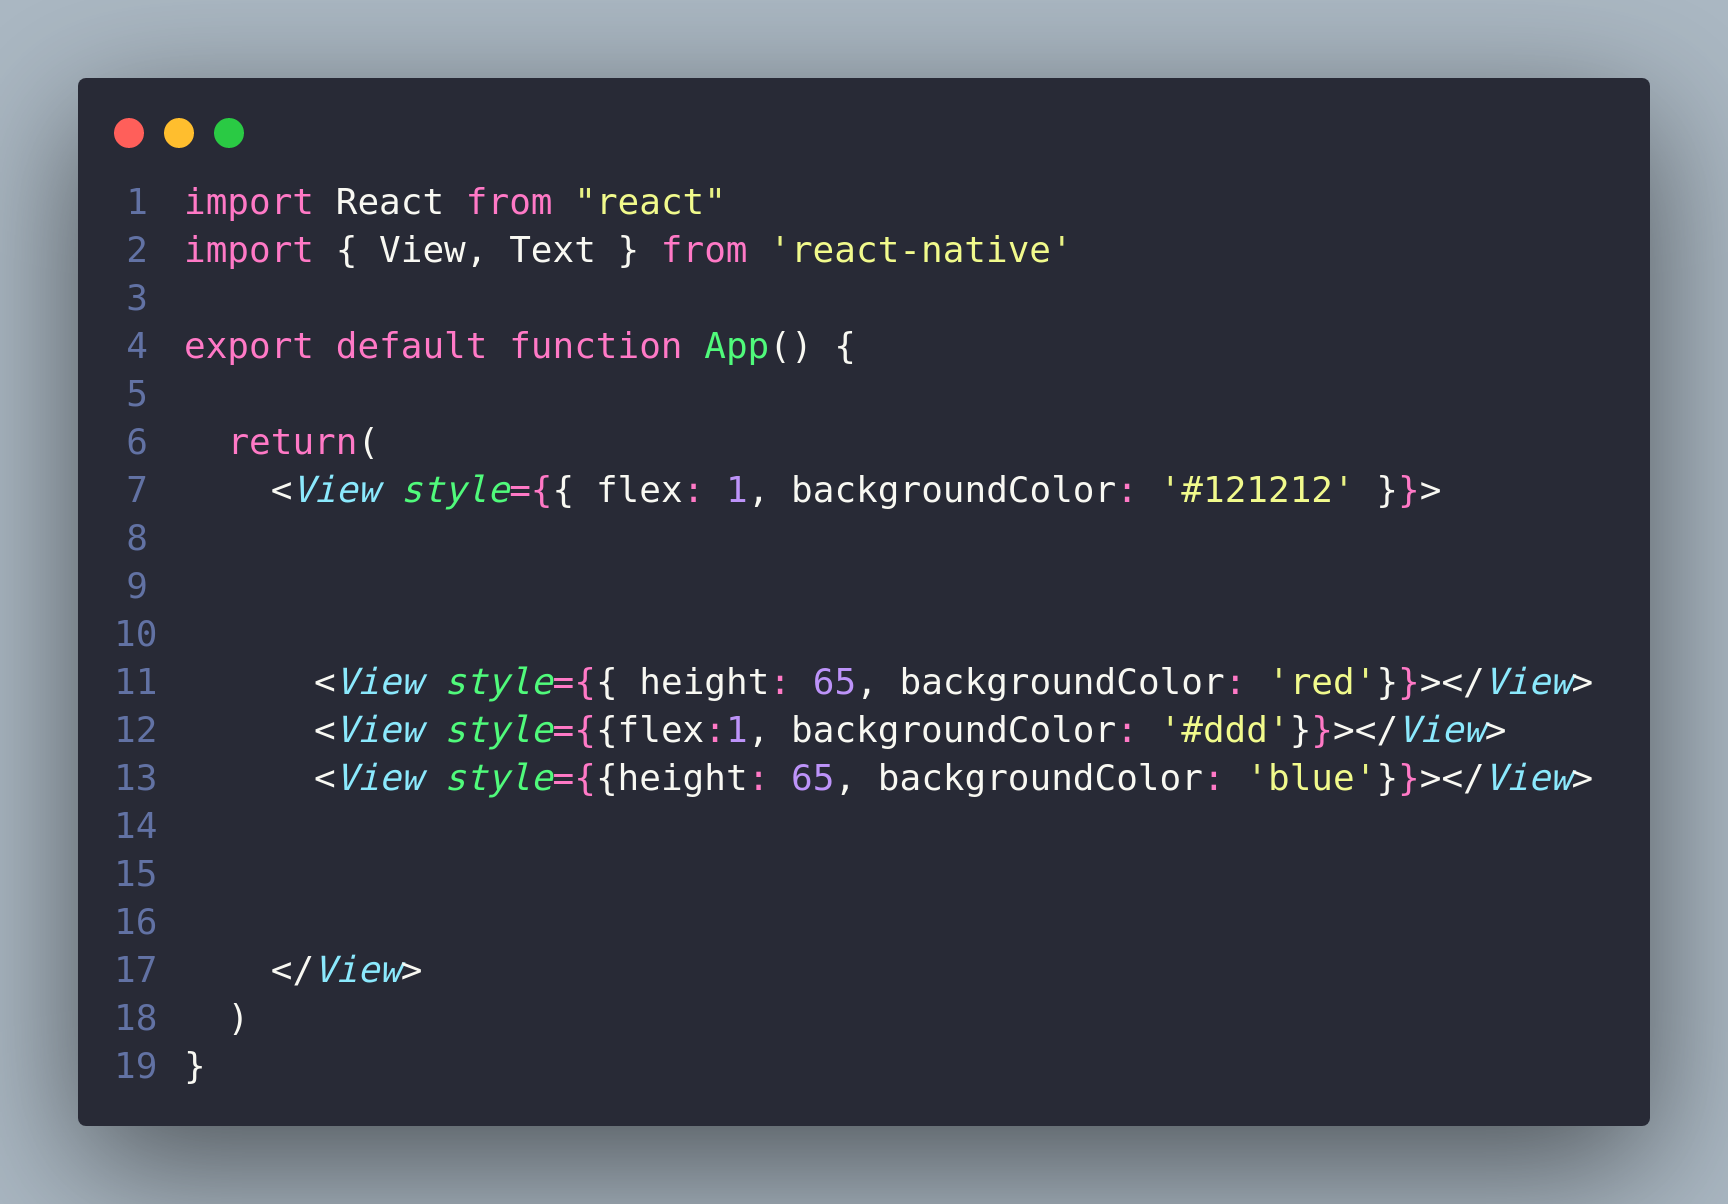 1 import React from "react"
2 import { View, Text } from 'react-native'
3
4 export default function App() {
5
6   return(
7     <View style={{ flex: 1, backgroundColor: '#121212' }}>
8
9
10
11       <View style={{ height: 65, backgroundColor: 'red'}}></View>
12       <View style={{flex:1, backgroundColor: '#ddd'}}></View>
13       <View style={{height: 65, backgroundColor: 'blue'}}></View>
14
15
16
17     </View>
18   )
19 }